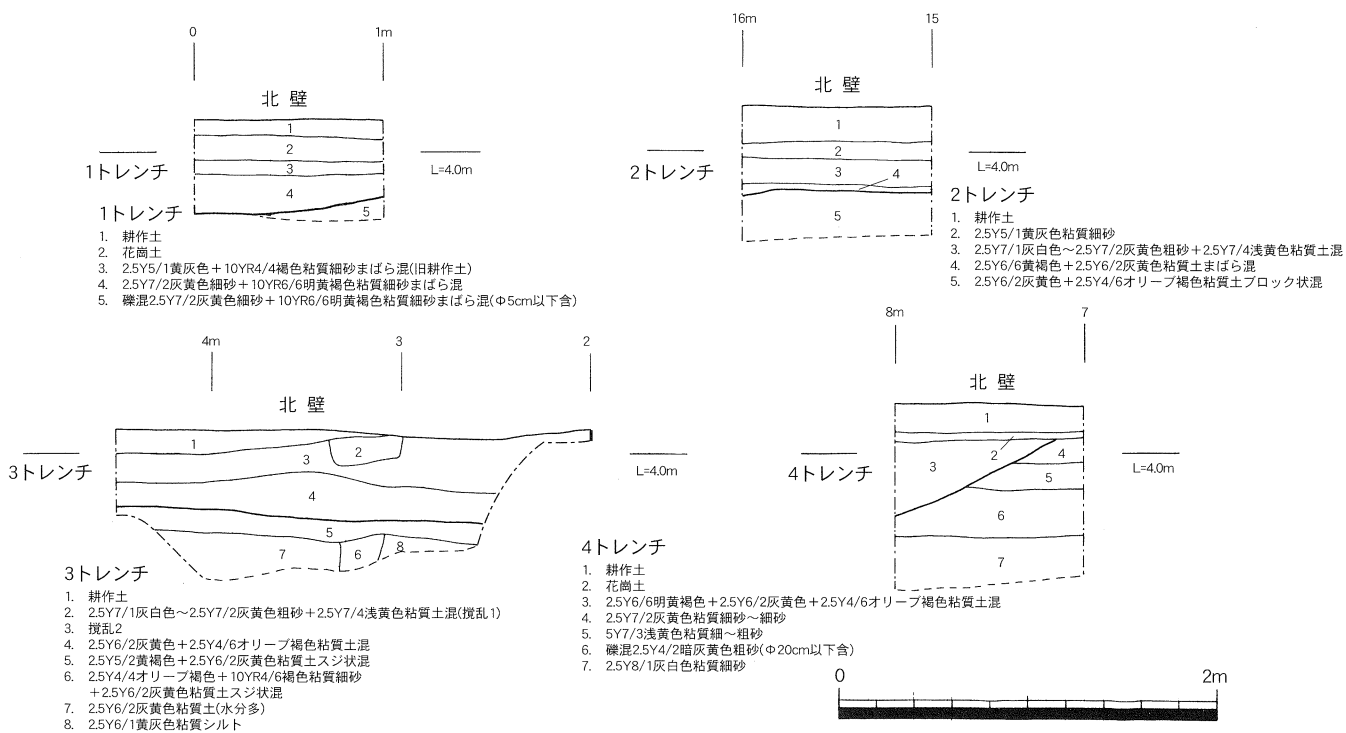 0
1m
北 壁
1
2
3
4
5
L=4.0m
1トレンチ
1トレンチ
1. 耕作土
2. 花崗土
3. 2.5Y5/1黄灰色＋10YR4/4褐色粘質細砂まばら混(旧耕作土)
4. 2.5Y7/2灰黄色細砂＋10YR6/6明黄褐色粘質細砂まばら混
5. 礫混2.5Y7/2灰黄色細砂＋10YR6/6明黄褐色粘質細砂まばら混(Φ5cm以下含)
16m
15
北 壁
1
2
3
4
5
L=4.0m
2トレンチ
2トレンチ
1. 耕作土
2. 2.5Y5/1黄灰色粘質細砂
3. 2.5Y7/1灰白色～2.5Y7/2灰黄色粗砂＋2.5Y7/4浅黄色粘質土混
4. 2.5Y6/6黄褐色＋2.5Y6/2灰黄色粘質土まばら混
5. 2.5Y6/2灰黄色＋2.5Y4/6オリーブ褐色粘質土ブロック状混
4m
3
2
北 壁
1
2
3
4
5
6
7
8
L=4.0m
3トレンチ
3トレンチ
1. 耕作土
2. 2.5Y7/1灰白色～2.5Y7/2灰黄色粗砂＋2.5Y7/4浅黄色粘質土混(撹乱1)
3. 撹乱2
4. 2.5Y6/2灰黄色＋2.5Y4/6オリーブ褐色粘質土混
5. 2.5Y5/2黄褐色＋2.5Y6/2灰黄色粘質土スジ状混
6. 2.5Y4/4オリーブ褐色＋10YR4/6褐色粘質細砂
＋2.5Y6/2灰黄色粘質土スジ状混
7. 2.5Y6/2灰黄色粘質土(水分多)
8. 2.5Y6/1黄灰色粘質シルト
8m
7
北 壁
1
2
3
4
5
6
7
L=4.0m
4トレンチ
4トレンチ
1. 耕作土
2. 花崗土
3. 2.5Y6/6明黄褐色＋2.5Y6/2灰黄色＋2.5Y4/6オリーブ褐色粘質土混
4. 2.5Y7/2灰黄色粘質細砂～細砂
5. 5Y7/3浅黄色粘質細～粗砂
6. 礫混2.5Y4/2暗灰黄色粗砂(Φ20cm以下含)
7. 2.5Y8/1灰白色粘質細砂
0
2m